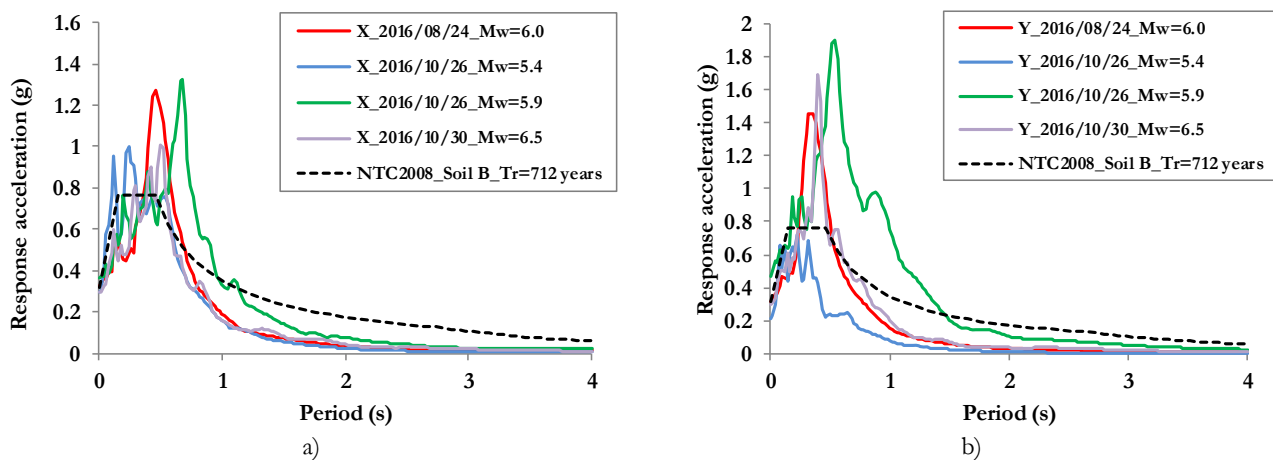 Response acceleration (g)
1.6
1.4
1.2
1
0.8
0.6
0.4
0.2
0
0
1
2
3
4
Period (s)
X_2016/08/24_Mw=6.0
X_2016/10/26_Mw=5.4
X_2016/10/26_Mw=5.9
X_2016/10/30_Mw=6.5
NTC2008_Soil B_Tr=712 years
a)
Response acceleration (g)
2
1.8
1.6
1.4
1.2
1
0.8
0.6
0.4
0.2
0
0
1
2
3
4
Period (s)
Y_2016/08/24_Mw=6.0
Y_2016/10/26_Mw=5.4
Y_2016/10/26_Mw=5.9
Y_2016/10/30_Mw=6.5
NTC2008_Soil B_Tr=712 years
b)